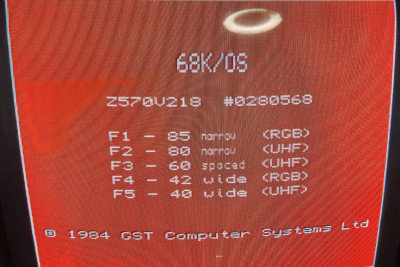 68K/OS
Z570V218 #0280568
F1 - 85 narrow (RGB)
F2 - 80 narrow (UHF)
F3 - 60 spaced (UHF)
F4 - 42 wide (RGB)
F5 - 40 wide (UHF)
© 1984 GST Computer Systems Ltd